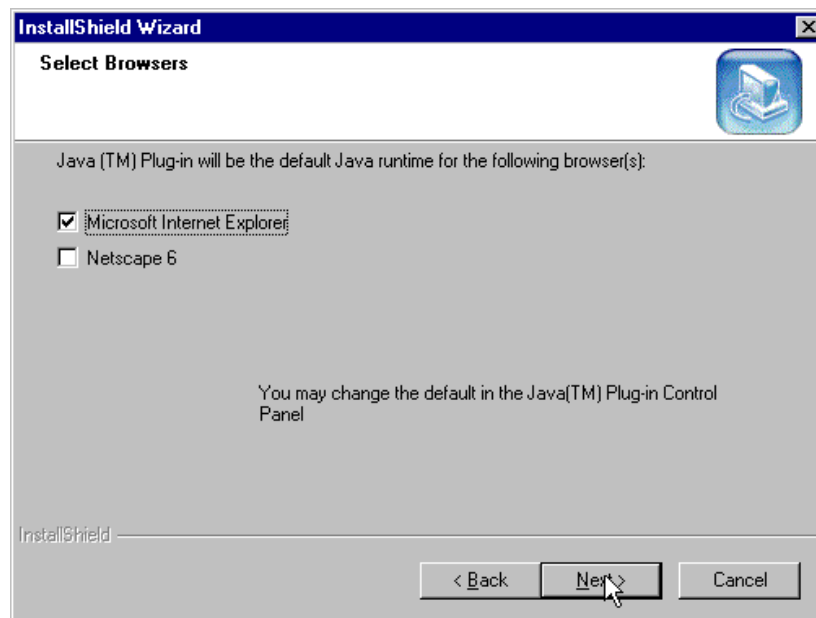 InstallShield Wizard
Select Browsers
Java (TM) Plug-in will be the default Java runtime for the following browser(s):
Microsoft Internet Explorer
Netscape 6
You may change the default in the Java(TM) Plug-in Control
Panel
InstallShield
< Back
Next >
Cancel